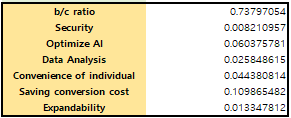 b/c ratio 0.73797054
Security 0.008210957
Optimize AI 0.060375781
Data Analysis 0.025848615
Convenience of individual 0.044380814
Saving conversion cost 0.109865482
Expandability 0.013347812